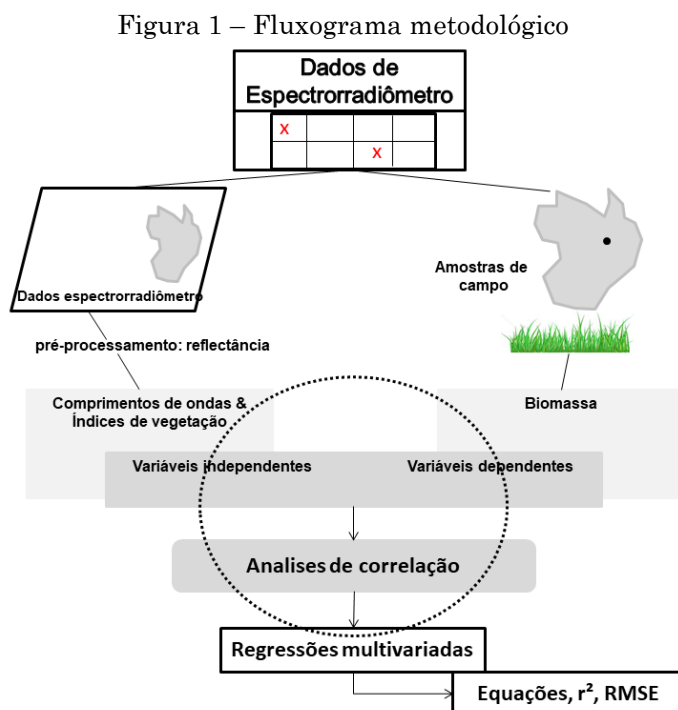 Figura 1 – Fluxograma metodológico
Dados de
Espectrorradiômetro
X
X
Dados espectrorradiômetro
Amostras de
campo
pré-processamento: reflectância
Comprimentos de ondas &
Índices de vegetação
Biomassa
Variáveis independentes
Variáveis dependentes
Analises de correlação
Regressões multivariadas
Equações, r², RMSE